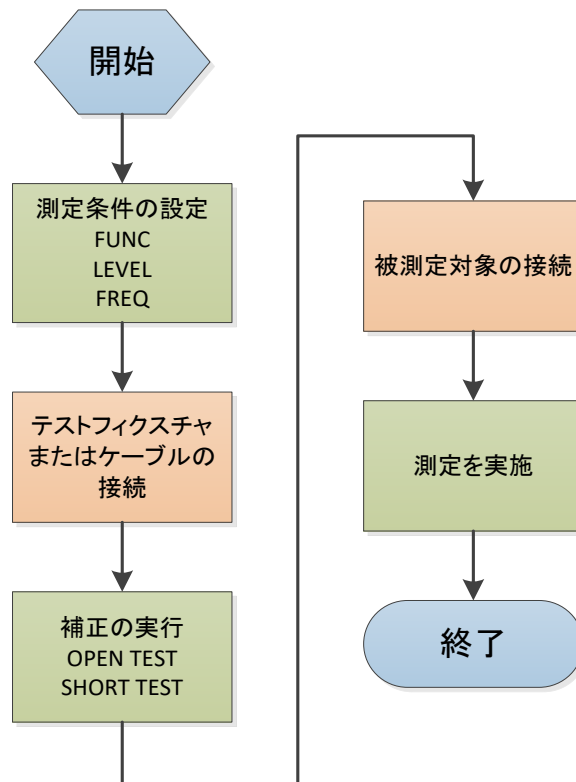 開始
測定条件の設定
FUNC
LEVEL
FREQ
テストフィクスチャ
またはケーブルの
接続
補正の実行
OPEN TEST
SHORT TEST
被測定対象の接続
測定を実施
終了